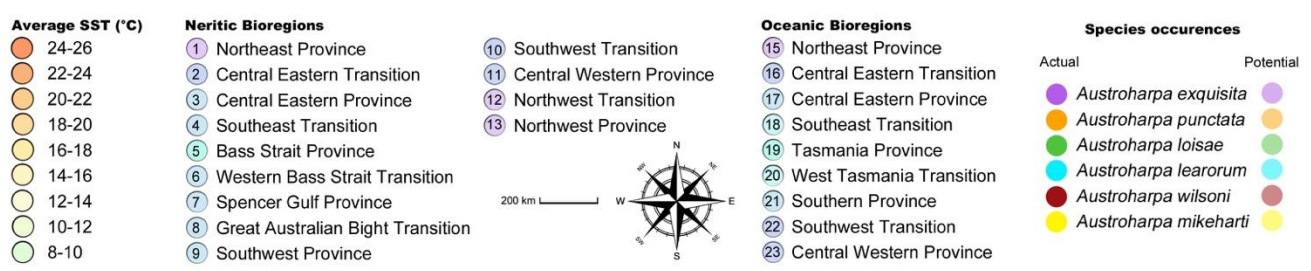 Average SST (°C)
24-26
22-24
20-22
18-20
16-18
14-16
12-14
10-12
8-10
Neritic Bioregions
1 Northeast Province
2 Central Eastern Transition
3 Central Eastern Province
4 Southeast Transition
5 Bass Strait Province
6 Western Bass Strait Transition
7 Spencer Gulf Province
8 Great Australian Bight Transition
9 Southwest Province
10 Southwest Transition
11 Central Western Province
12 Northwest Transition
13 Northwest Province
200 km
N
NE
E
SE
S
SW
W
NW
Oceanic Bioregions
15 Northeast Province
16 Central Eastern Transition
17 Central Eastern Province
18 Southeast Transition
19 Tasmania Province
20 West Tasmania Transition
21 Southern Province
22 Southwest Transition
23 Central Western Province
Species occurences
Actual Potential
Austroharpa exquisita
Austroharpa punctata
Austroharpa loisae
Austroharpa learorum
Austroharpa wilsoni
Austroharpa mikeharti